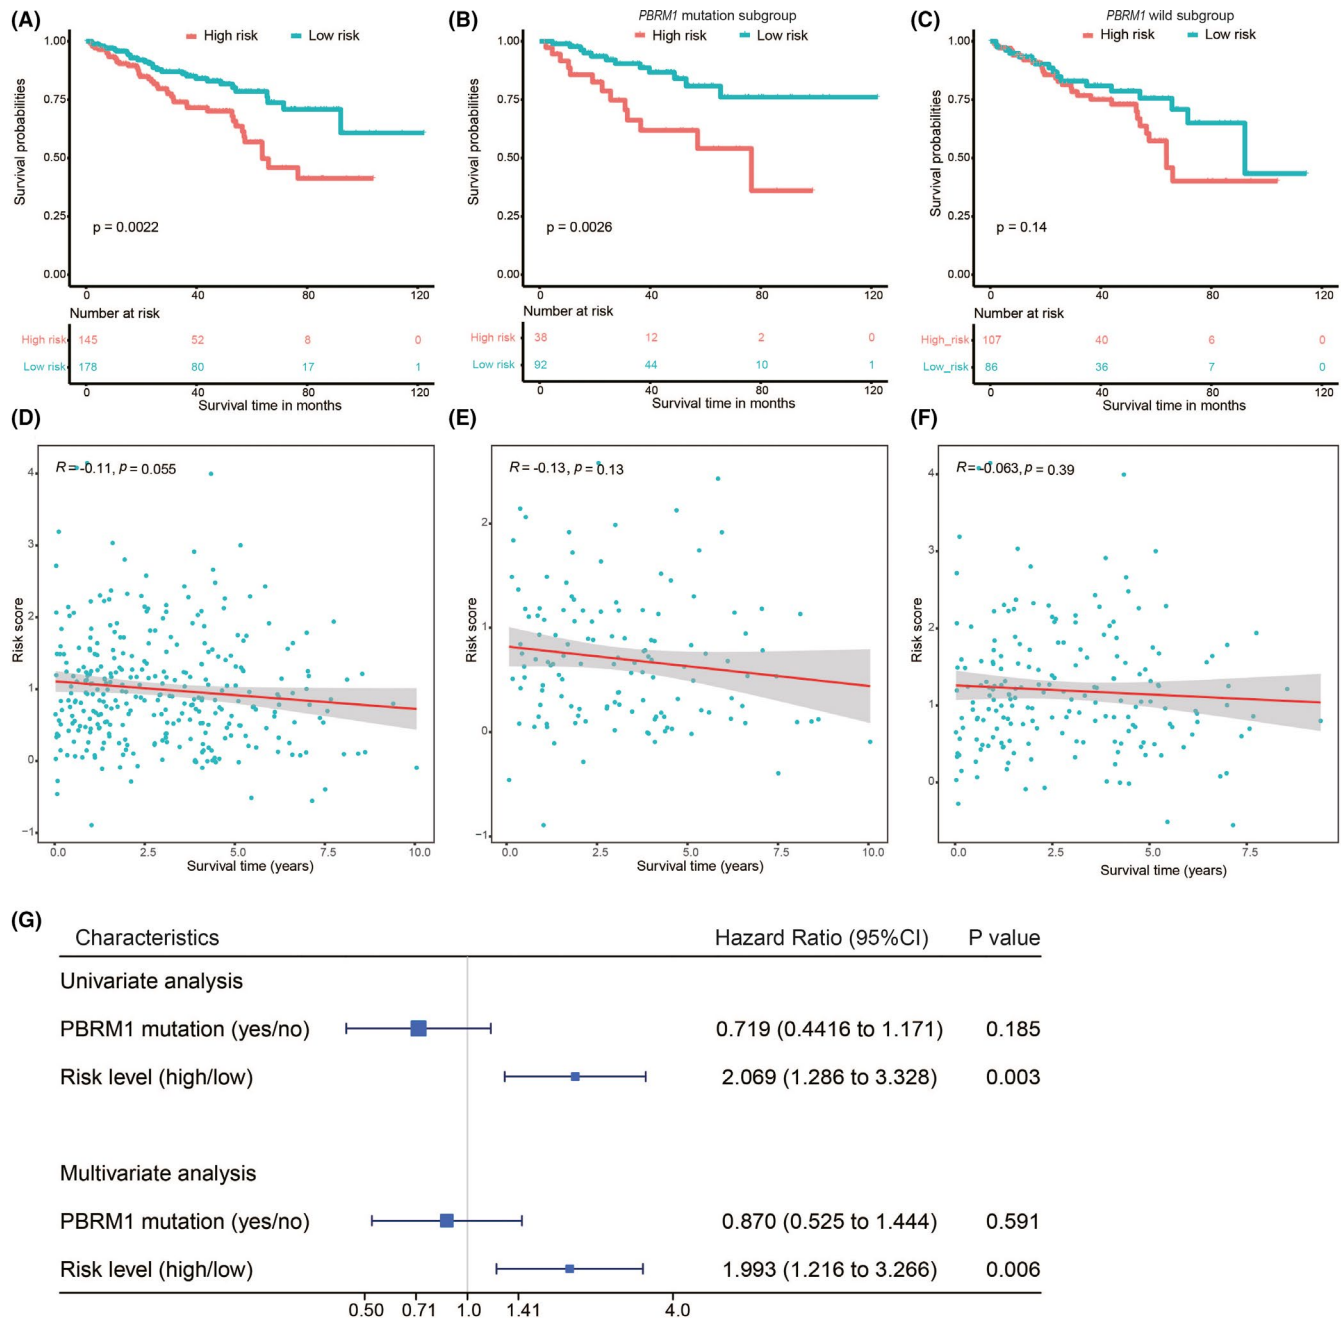 (A)
High risk
Low risk
Survival probabilities
1.00
0.75
0.50
0.25
0.00
p = 0.0022
0
40
80
120
Number at risk
High risk 145 52 8 0
Low risk 178 80 17 1
0
40
80
120
Survival time in months
(B)
PBRM1 mutation subgroup
High risk
Low risk
Survival probabilities
1.00
0.75
0.50
0.25
0.00
p = 0.0026
0
40
80
120
Number at risk
High risk 38 12 2 0
Low risk 92 44 10 1
0
40
80
120
Survival time in months
(C)
PBRM1 wild subgroup
High risk
Low risk
Survival probabilities
1.00
0.75
0.50
0.25
0.00
p = 0.14
0
40
80
120
Number at risk
High_risk 107 40 6 0
Low_risk 86 36 7 0
0
40
80
120
Survival time in months
(D)
R = -0.11, p = 0.055
Risk score
4
3
2
1
0
−1
0.0
2.5
5.0
7.5
10.0
Survival time (years)
(E)
R = -0.13, p = 0.13
Risk score
2
1
0
−1
0.0
2.5
5.0
7.5
10.0
Survival time (years)
(F)
R = -0.063, p = 0.39
Risk score
4
3
2
1
0
0.0
2.5
5.0
7.5
Survival time (years)
(G)
Characteristics Hazard Ratio (95%CI) P value
Univariate analysis
PBRM1 mutation (yes/no) 0.719 (0.4416 to 1.171) 0.185
Risk level (high/low) 2.069 (1.286 to 3.328) 0.003
Multivariate analysis
PBRM1 mutation (yes/no) 0.870 (0.525 to 1.444) 0.591
Risk level (high/low) 1.993 (1.216 to 3.266) 0.006
0.50 0.71 1.0 1.41 4.0